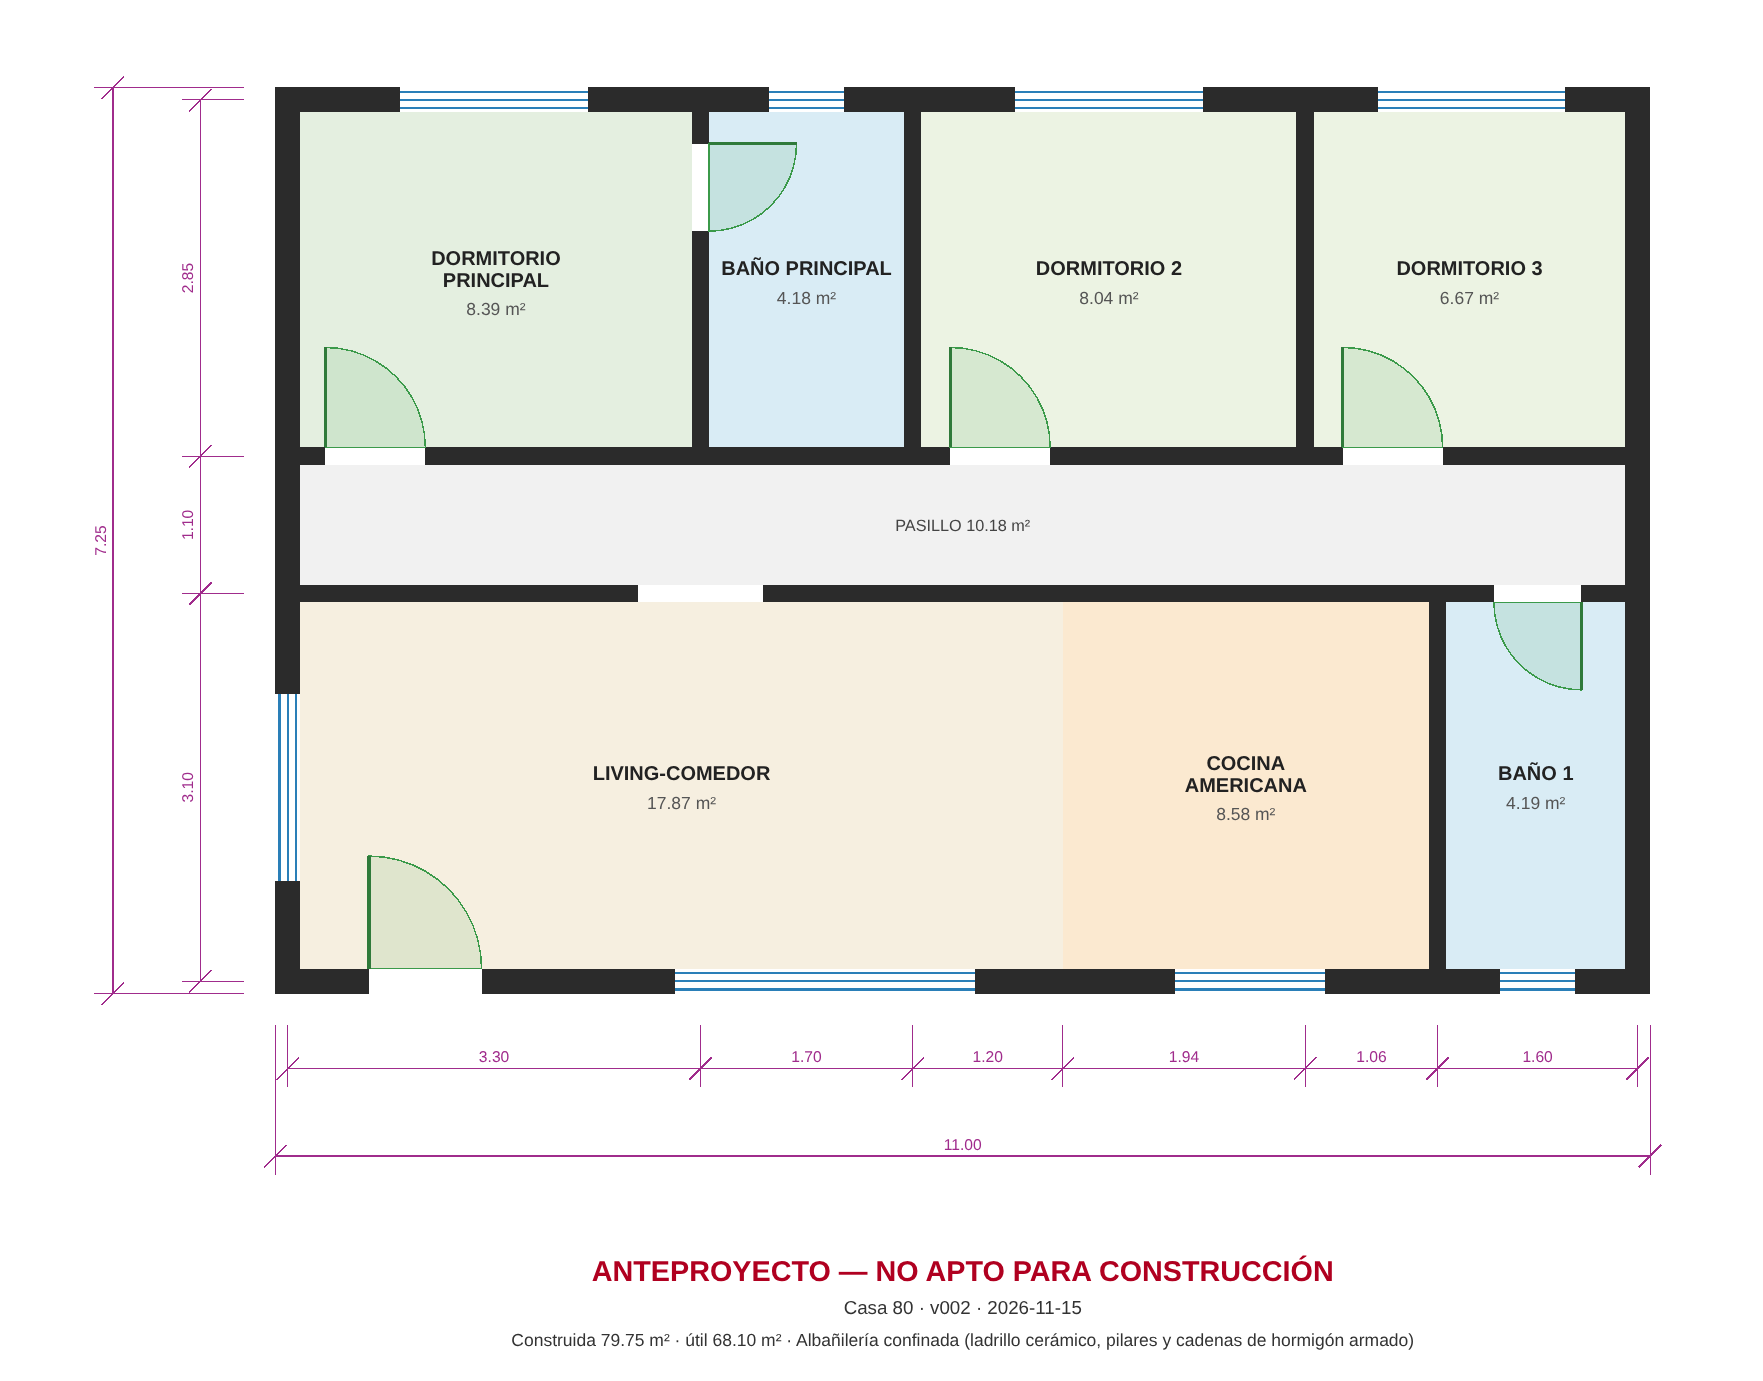 DORMITORIO
PRINCIPAL
8.39 m²
BAÑO PRINCIPAL
4.18 m²
DORMITORIO 2
8.04 m²
DORMITORIO 3
6.67 m²
2.85
1.10
7.25
3.10
PASILLO 10.18 m²
LIVING-COMEDOR
17.87 m²
COCINA
AMERICANA
8.58 m²
BAÑO 1
4.19 m²
3.30
1.70
1.20
1.94
1.06
1.60
11.00
ANTEPROYECTO — NO APTO PARA CONSTRUCCIÓN
Casa 80 · v002 · 2026-11-15
Construida 79.75 m² · útil 68.10 m² · Albañilería confinada (ladrillo cerámico, pilares y cadenas de hormigón armado)